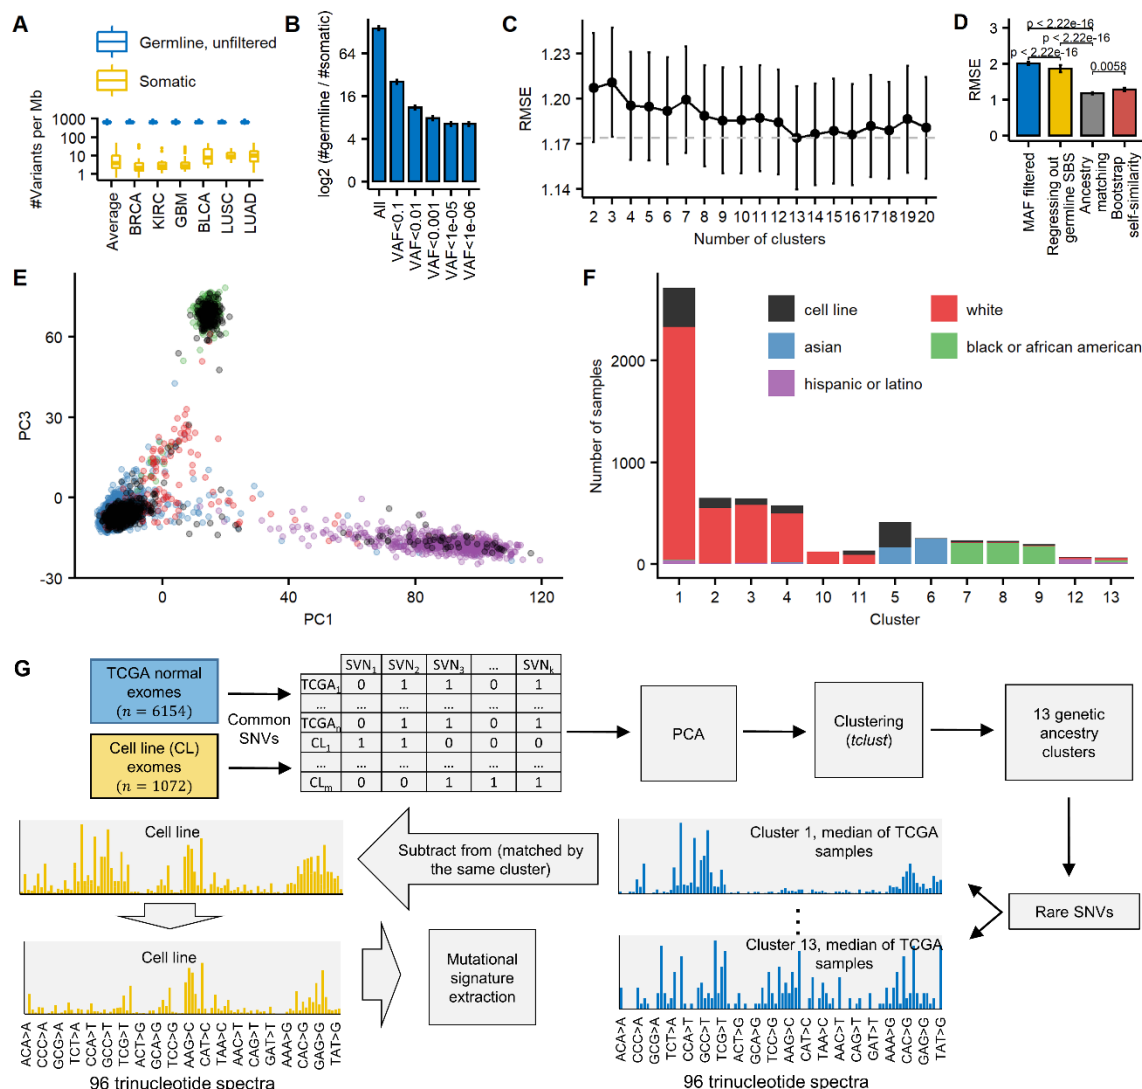 A
Germline, unfiltered
Somatic
#Variants per Mb
1000
100
10
1
Average
BRCA
KIRC
GBM
BLCA
LUSC
LUAD
B
log2 (#germline / #somatic)
64
16
4
0
All
VAF<0.1
VAF<0.01
VAF<0.001
VAF<1e-05
VAF<1e-06
C
RMSE
1.23
1.20
1.17
1.14
2 3 4 5 6 7 8 9 10 11 12 13 14 15 16 17 18 19 20
Number of clusters
D
RMSE
3
2
1
0
p < 2.22e-16
p < 2.22e-16
p < 2.22e-16
0.0058
MAF filtered
Regressing out
germline SBS
Ancestry
matching
Bootstrap
self-similarity
E
PC3
60
30
0
-30
0 40 80 120
PC1
F
Number of samples
2000
1000
0
cell line
white
asian
black or african american
hispanic or latino
1 2 3 4 10 11 5 6 7 8 9 12 13
Cluster
G
TCGA normal
exomes
(n = 6154)
Cell line (CL)
exomes
(n = 1072)
Common
SNVs
SVN1 SVN2 SVN3 ... SVNk
TCGA1 0 1 1 0 1
... ... ... ... ... ...
TCGAn 0 1 1 0 1
CL1 1 1 0 0 0
... ... ... ... ... ...
CLm 0 0 1 1 1
PCA
Clustering
(tclust)
13 genetic
ancestry
clusters
Rare SNVs
Cluster 1, median of TCGA
samples
Cluster 13, median of TCGA
samples
Subtract from (matched by
the same cluster)
Cell line
Cell line
Mutational
signature
extraction
ACA>A
CCC>A
GCG>A
TCT>A
CCA>T
GCC>T
TCG>T
ACT>G
GCA>G
TCC>G
AAG>C
CAT>C
TAA>C
AAC>T
CAG>T
GAT>T
AAA>G
CAC>G
GAG>G
TAT>G
96 trinucleotide spectra
ACA>A
CCC>A
GCG>A
TCT>A
CCA>T
GCC>T
TCG>T
ACT>G
GCA>G
TCC>G
AAG>C
CAT>C
TAA>C
AAC>T
CAG>T
GAT>T
AAA>G
CAC>G
GAG>G
TAT>G
96 trinucleotide spectra